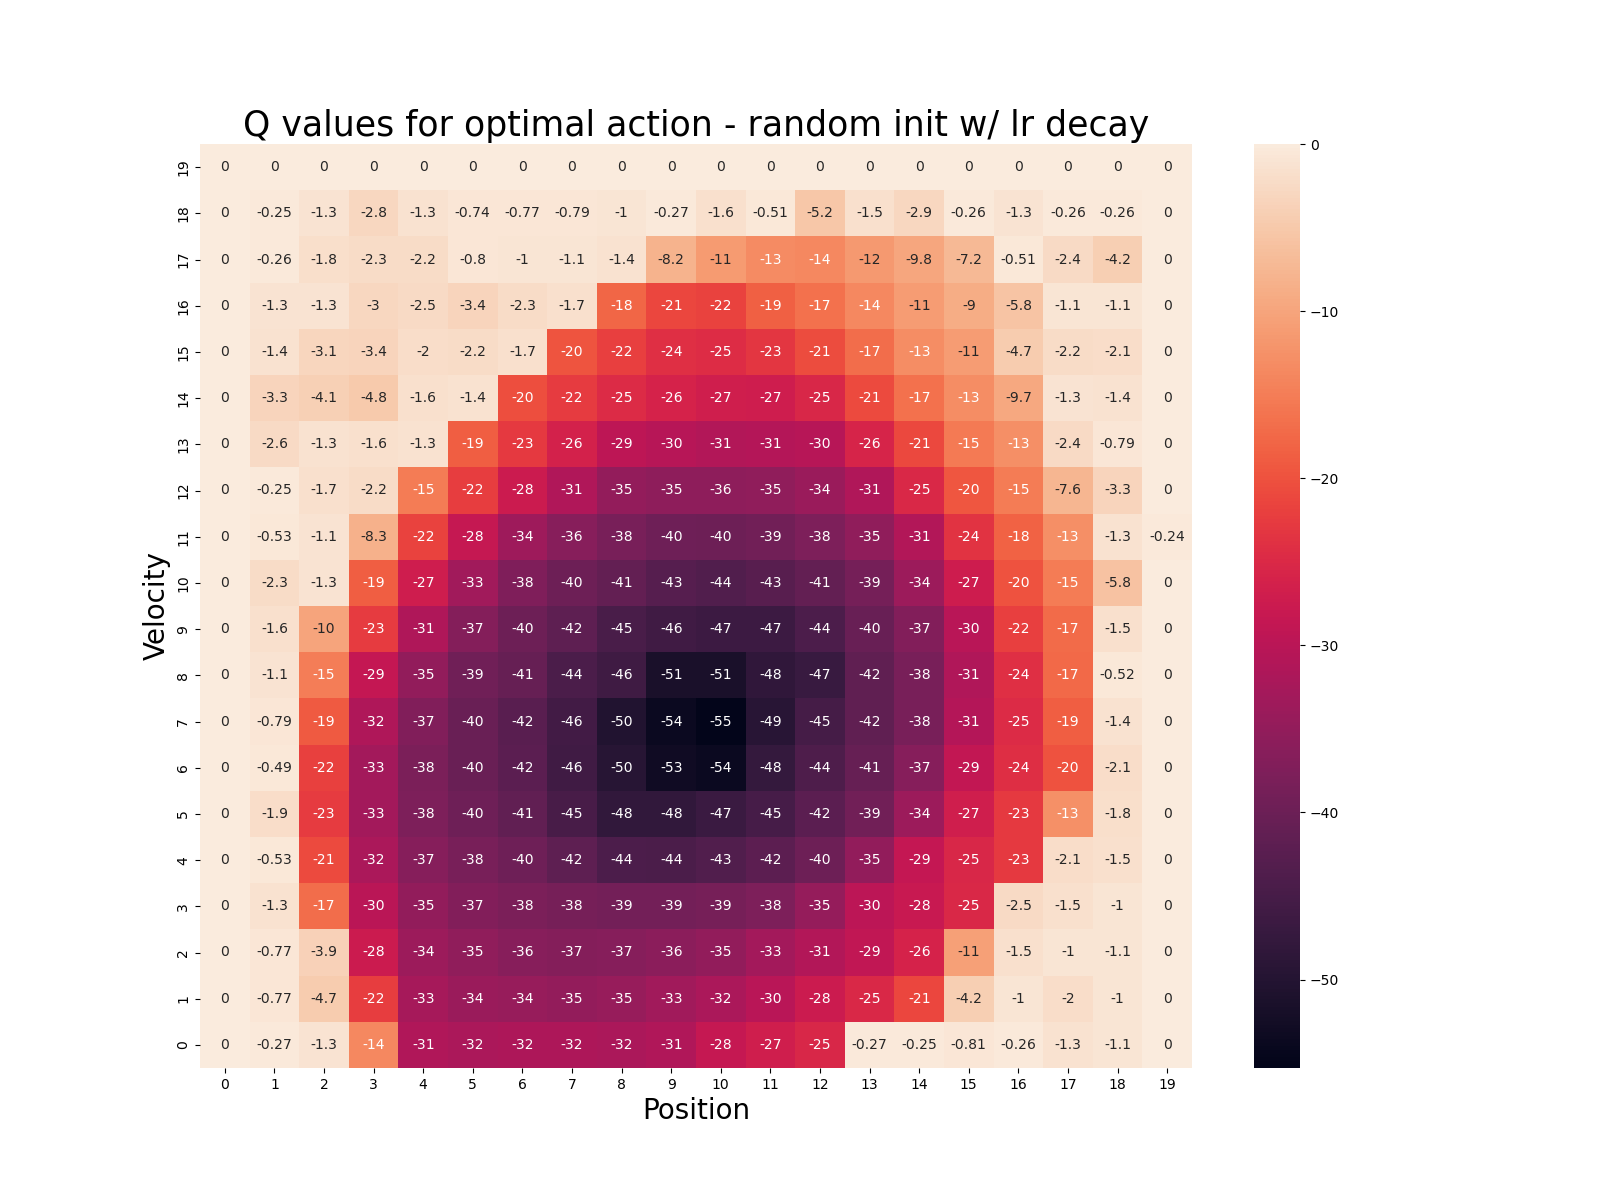 Q values for optimal action - random init w/ lr decay
19 0 0 0 0 0 0 0 0 0 0 0 0 0 0 0 0 0 0 0 0
18 0 -0.25 -1.3 -2.8 -1.3 -0.74 -0.77 -0.79 -1 -0.27 -1.6 -0.51 -5.2 -1.5 -2.9 -0.26 -1.3 -0.26 -0.26 0
17 0 -0.26 -1.8 -2.3 -2.2 -0.8 -1 -1.1 -1.4 -8.2 -11 -13 -14 -12 -9.8 -7.2 -0.51 -2.4 -4.2 0
16 0 -1.3 -1.3 -3 -2.5 -3.4 -2.3 -1.7 -18 -21 -22 -19 -17 -14 -11 -9 -5.8 -1.1 -1.1 0
15 0 -1.4 -3.1 -3.4 -2 -2.2 -1.7 -20 -22 -24 -25 -23 -21 -17 -13 -11 -4.7 -2.2 -2.1 0
14 0 -3.3 -4.1 -4.8 -1.6 -1.4 -20 -22 -25 -26 -27 -27 -25 -21 -17 -13 -9.7 -1.3 -1.4 0
13 0 -2.6 -1.3 -1.6 -1.3 -19 -23 -26 -29 -30 -31 -31 -30 -26 -21 -15 -13 -2.4 -0.79 0
12 0 -0.25 -1.7 -2.2 -15 -22 -28 -31 -35 -35 -36 -35 -34 -31 -25 -20 -15 -7.6 -3.3 0
11 0 -0.53 -1.1 -8.3 -22 -28 -34 -36 -38 -40 -40 -39 -38 -35 -31 -24 -18 -13 -1.3 -0.24
10 0 -2.3 -1.3 -19 -27 -33 -38 -40 -41 -43 -44 -43 -41 -39 -34 -27 -20 -15 -5.8 0
9 0 -1.6 -10 -23 -31 -37 -40 -42 -45 -46 -47 -47 -44 -40 -37 -30 -22 -17 -1.5 0
8 0 -1.1 -15 -29 -35 -39 -41 -44 -46 -51 -51 -48 -47 -42 -38 -31 -24 -17 -0.52 0
7 0 -0.79 -19 -32 -37 -40 -42 -46 -50 -54 -55 -49 -45 -42 -38 -31 -25 -19 -1.4 0
6 0 -0.49 -22 -33 -38 -40 -42 -46 -50 -53 -54 -48 -44 -41 -37 -29 -24 -20 -2.1 0
5 0 -1.9 -23 -33 -38 -40 -41 -45 -48 -48 -47 -45 -42 -39 -34 -27 -23 -13 -1.8 0
4 0 -0.53 -21 -32 -37 -38 -40 -42 -44 -44 -43 -42 -40 -35 -29 -25 -23 -2.1 -1.5 0
3 0 -1.3 -17 -30 -35 -37 -38 -38 -39 -39 -39 -38 -35 -30 -28 -25 -2.5 -1.5 -1 0
2 0 -0.77 -3.9 -28 -34 -35 -36 -37 -37 -36 -35 -33 -31 -29 -26 -11 -1.5 -1 -1.1 0
1 0 -0.77 -4.7 -22 -33 -34 -34 -35 -35 -33 -32 -30 -28 -25 -21 -4.2 -1 -2 -1 0
0 0 -0.27 -1.3 -14 -31 -32 -32 -32 -32 -31 -28 -27 -25 -0.27 -0.25 -0.81 -0.26 -1.3 -1.1 0
0 1 2 3 4 5 6 7 8 9 10 11 12 13 14 15 16 17 18 19
Position
Velocity
0
−10
−20
−30
−40
−50